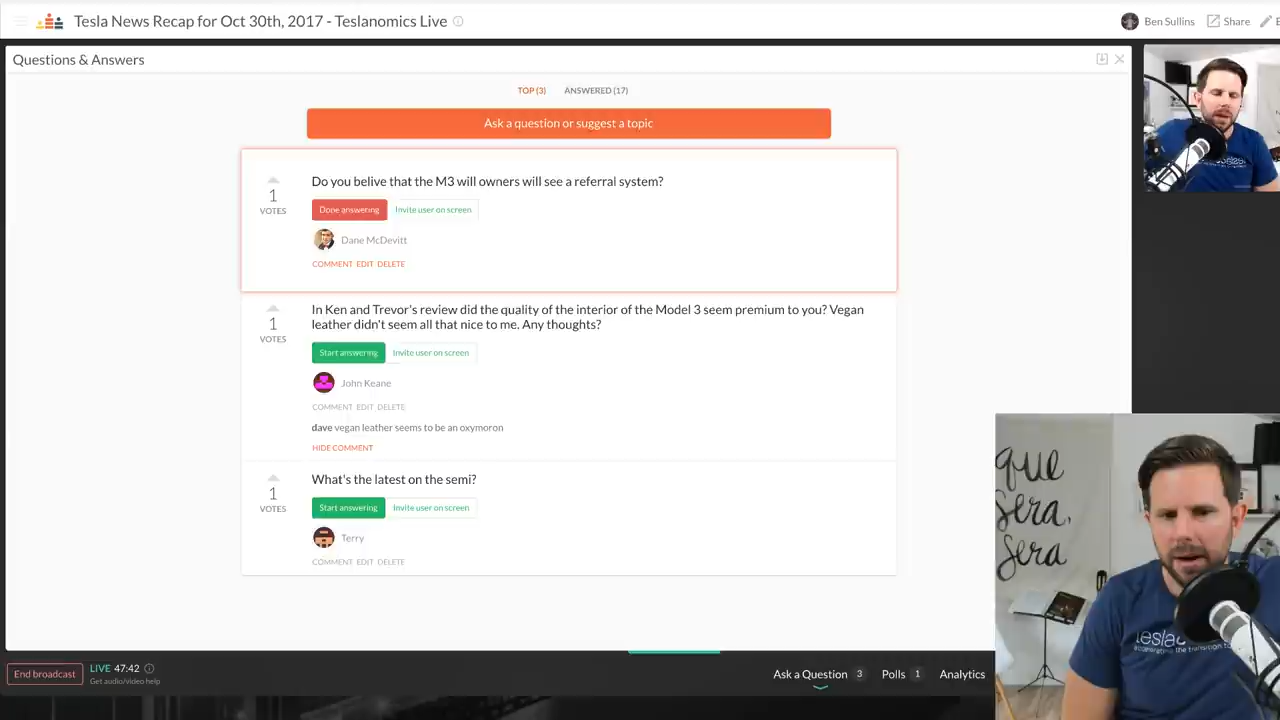 Tesla News Recap for Oct 30th, 2017 - Teslanomics Live
Ben Sullins
Share
Questions & Answers
TOP (3)
ANSWERED (17)
Ask a question or suggest a topic
1
VOTES
Do you belive that the M3 will owners will see a referral system?
Done answering
Invite user on screen
Dane McDevitt
COMMENT EDIT DELETE
1
VOTES
In Ken and Trevor's review did the quality of the interior of the Model 3 seem premium to you? Vegan
leather didn't seem all that nice to me. Any thoughts?
Start answering
Invite user on screen
John Keane
COMMENT EDIT DELETE
dave vegan leather seems to be an oxymoron
HIDE COMMENT
1
VOTES
What's the latest on the semi?
Start answering
Invite user on screen
Terry
COMMENT EDIT DELETE
que
Sera,
Sera
End broadcast
LIVE 47:42
Get audio/video help
Ask a Question 3
Polls 1
Analytics